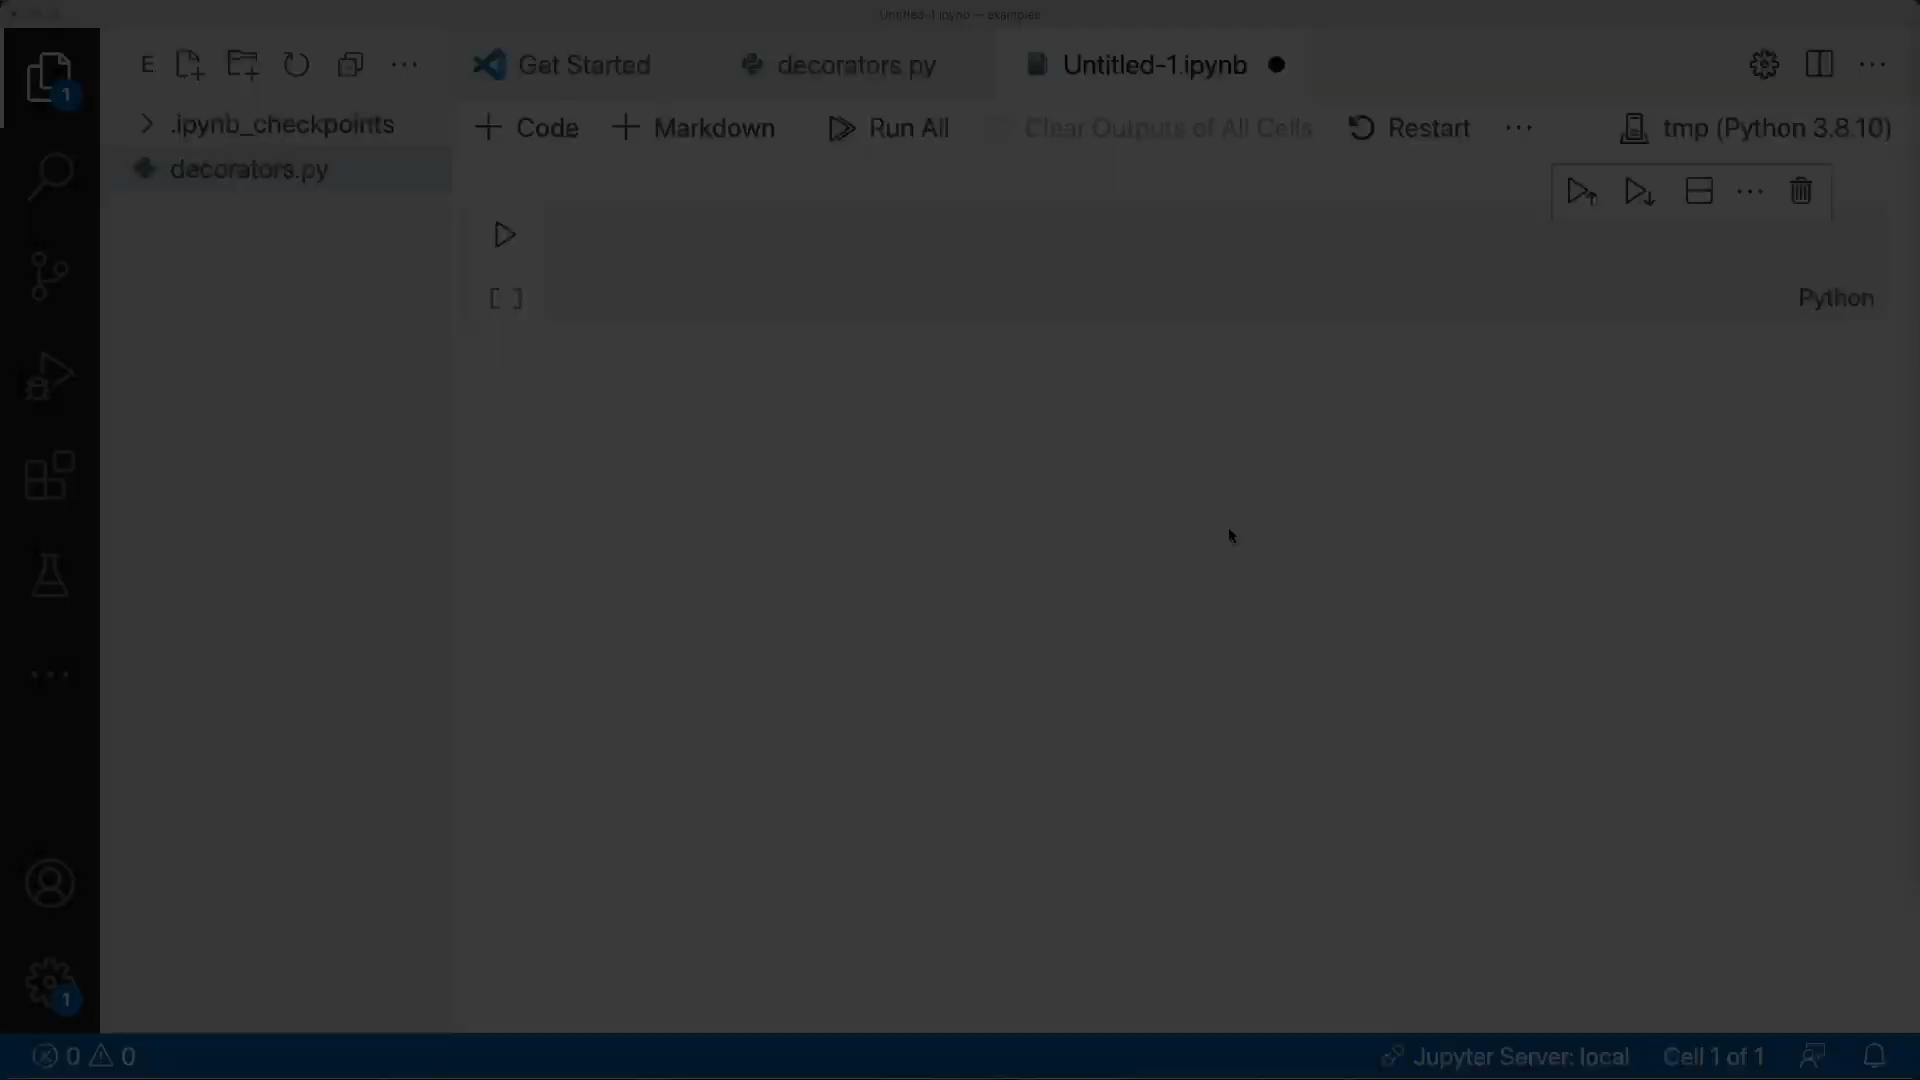 Untitled-1.ipynb — examples
E
Get Started
decorators.py
Untitled-1.ipynb
.ipynb_checkpoints
decorators.py
Code
Markdown
Run All
Clear Outputs of All Cells
Restart
tmp (Python 3.8.10)
[ ]
Python
1
1
0
0
Jupyter Server: local
Cell 1 of 1